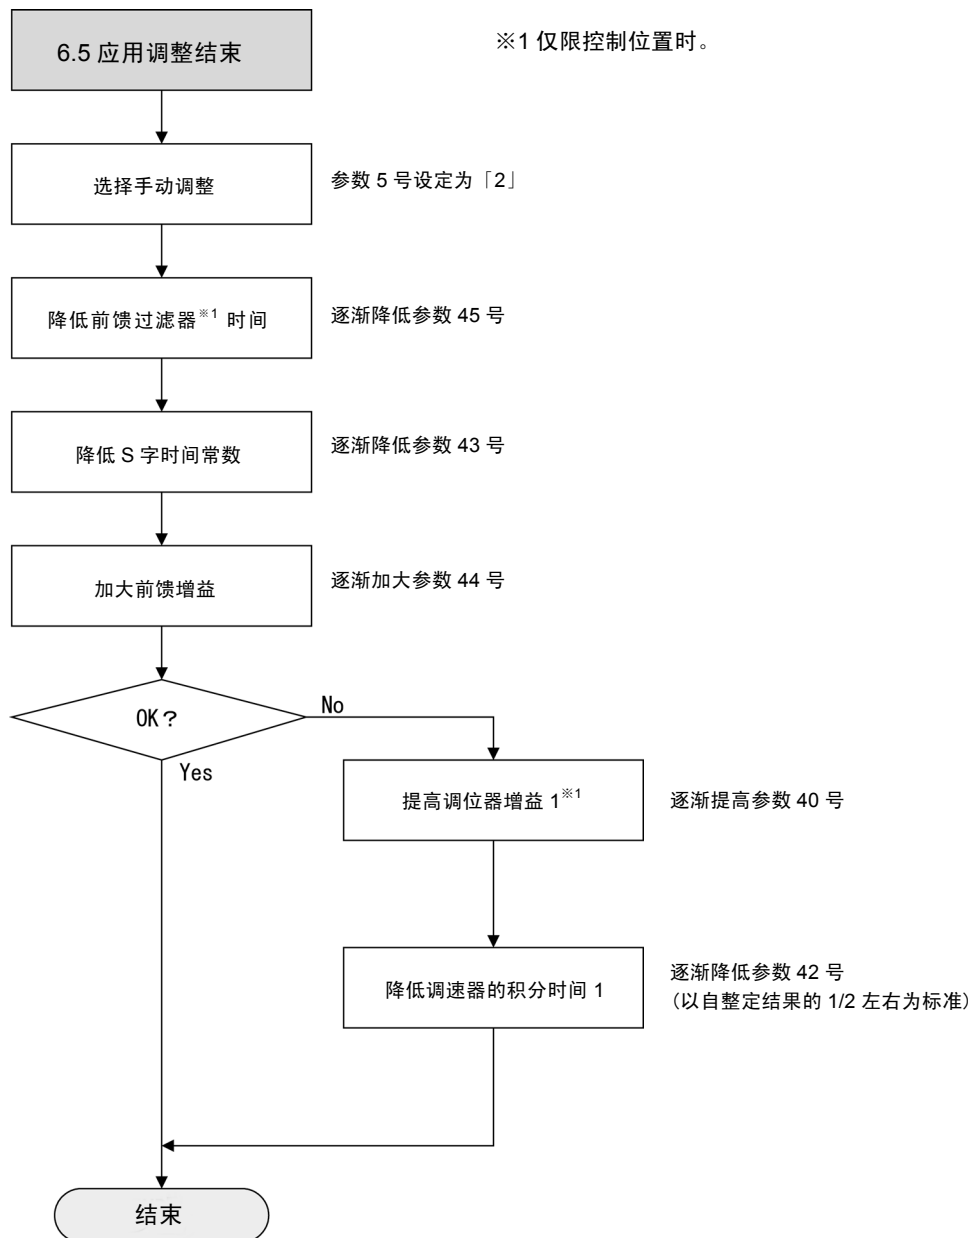 6.5 应用调整结束
※1 仅限控制位置时。
选择手动调整
参数 5 号设定为「2」
降低前馈过滤器※1 时间
逐渐降低参数 45 号
降低 S 字时间常数
逐渐降低参数 43 号
加大前馈增益
逐渐加大参数 44 号
OK？
No
Yes
提高调位器增益 1※1
逐渐提高参数 40 号
降低调速器的积分时间 1
逐渐降低参数 42 号
(以自整定结果的 1/2 左右为标准)
结束